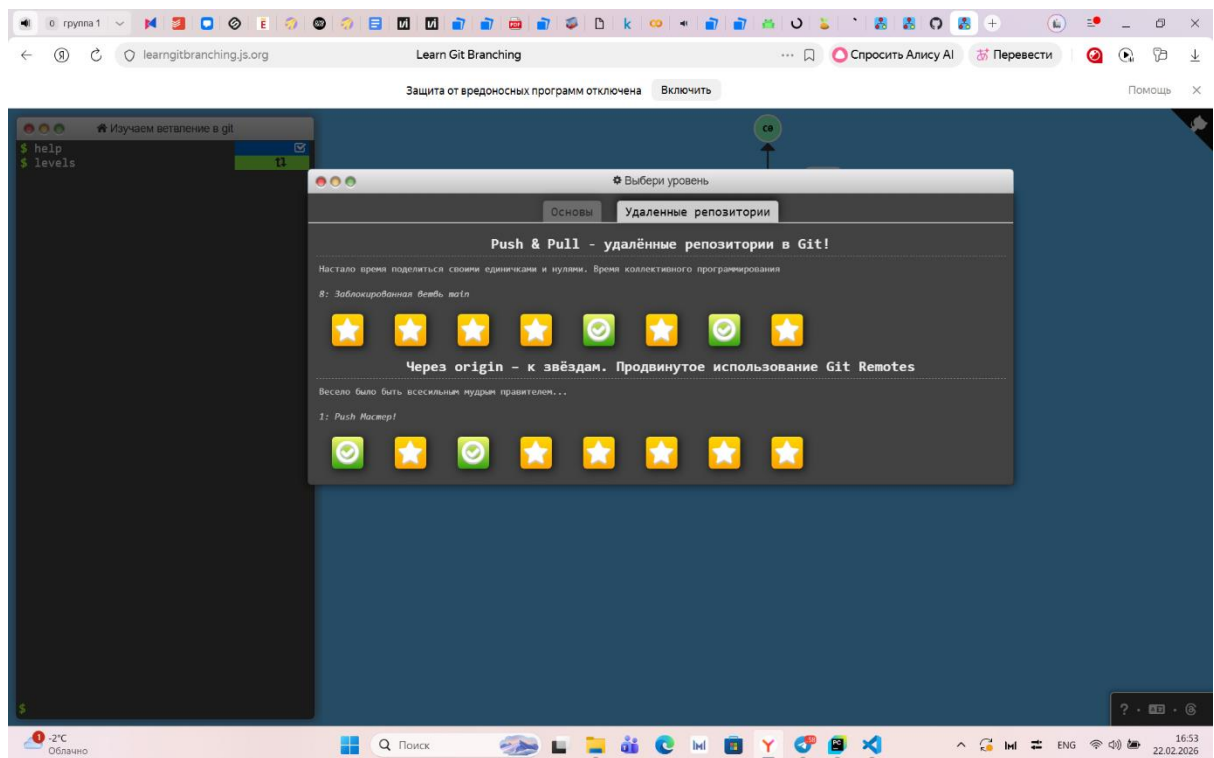 0 группа 1
learngitbranching.js.org
Learn Git Branching
Спросить Алису AI
Перевести
Защита от вредоносных программ отключена
Включить
Помощь
Изучаем ветвление в git
$ help
$ levels
c0
Выбери уровень
Основы
Удаленные репозитории
Push & Pull - удалённые репозитории в Git!
Настало время поделиться своими единичками и нулями. Время коллективного программирования
8: Заблокированная ветвь main
Через origin – к звёздам. Продвинутое использование Git Remotes
Весело было быть всесильным мудрым правителем...
1: Push Мастер!
$
1
-2°C
Облачно
Поиск
ENG
16:53
22.02.2026